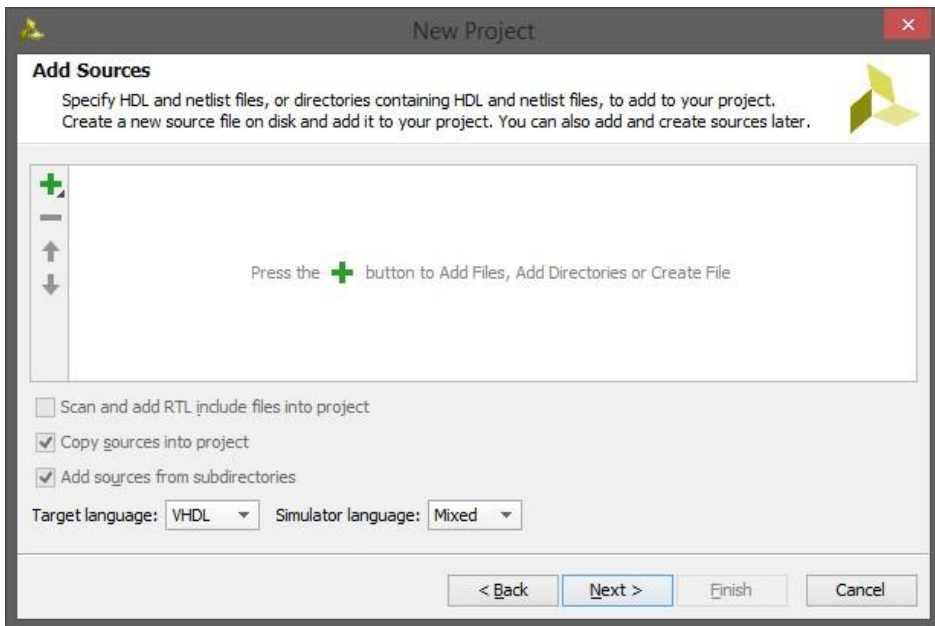 New Project
Add Sources
Specify HDL and netlist files, or directories containing HDL and netlist files, to add to your project.
Create a new source file on disk and add it to your project. You can also add and create sources later.
Press the button to Add Files, Add Directories or Create File
Scan and add RTL include files into project
Copy sources into project
Add sources from subdirectories
Target language: VHDL Simulator language: Mixed
< Back Next > Finish Cancel